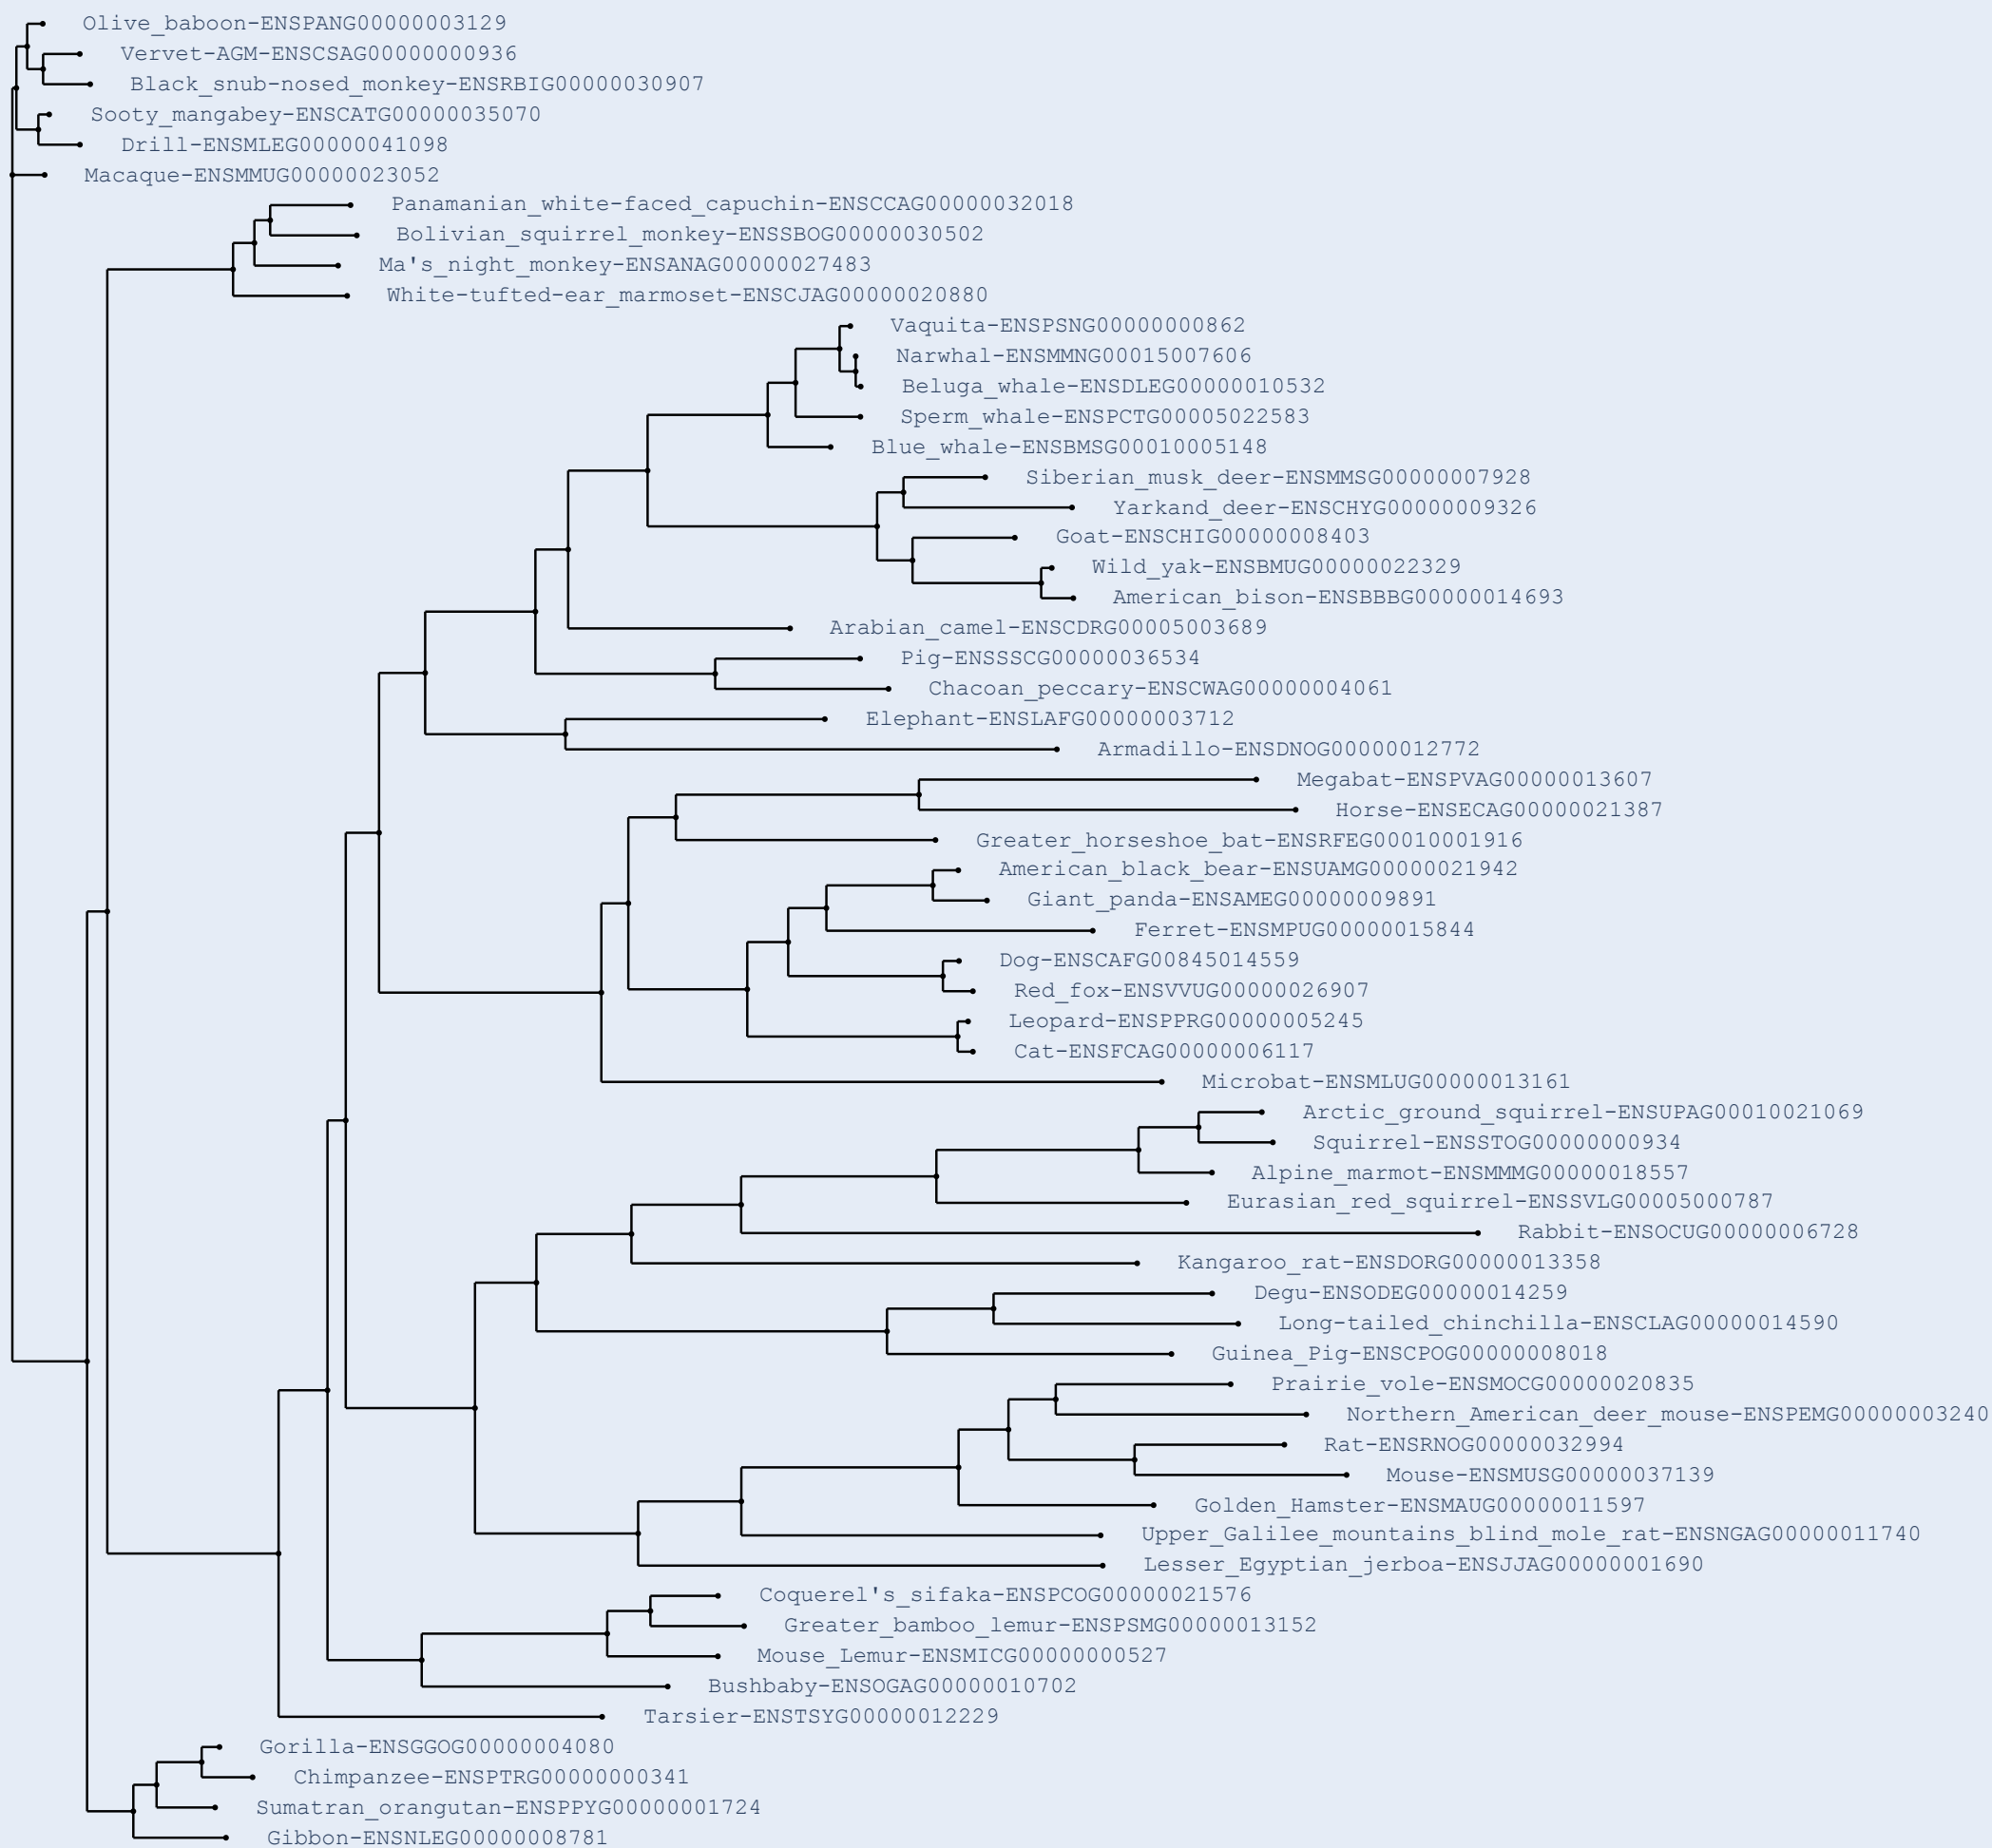 Olive_baboon-ENSPANG00000003129
Vervet-AGM-ENSCSAG00000000936
Black_snub-nosed_monkey-ENSRBIG00000030907
Sooty_mangabey-ENSCATG00000035070
Drill-ENSMLEG00000041098
Macaque-ENSMMUG00000023052
Panamanian_white-faced_capuchin-ENSCCAG00000032018
Bolivian_squirrel_monkey-ENSSBOG00000030502
Ma's_night_monkey-ENSANAG00000027483
White-tufted-ear_marmoset-ENSCJAG00000020880
Vaquita-ENSPSNG00000000862
Narwhal-ENSMMNG00015007606
Beluga_whale-ENSDLEG00000010532
Sperm_whale-ENSPCTG00005022583
Blue_whale-ENSBMSG00010005148
Siberian_musk_deer-ENSMMSG00000007928
Yarkand_deer-ENSCHYG00000009326
Goat-ENSCHIG00000008403
Wild_yak-ENSBMUG00000022329
American_bison-ENSBBBG00000014693
Arabian_camel-ENSCDRG00005003689
Pig-ENSSSCG00000036534
Chacoan_peccary-ENSCWAG00000004061
Elephant-ENSLAFG00000003712
Armadillo-ENSDNOG00000012772
Megabat-ENSPVAG00000013607
Horse-ENSECAG00000021387
Greater_horseshoe_bat-ENSRFEG00010001916
American_black_bear-ENSUAMG00000021942
Giant_panda-ENSAMEG00000009891
Ferret-ENSMPUG00000015844
Dog-ENSCAFG00845014559
Red_fox-ENSVVUG00000026907
Leopard-ENSPPRG00000005245
Cat-ENSFCAG00000006117
Microbat-ENSMLUG00000013161
Arctic_ground_squirrel-ENSUPAG00010021069
Squirrel-ENSSTOG00000000934
Alpine_marmot-ENSMMMG00000018557
Eurasian_red_squirrel-ENSSVLG00005000787
Rabbit-ENSOCUG00000006728
Kangaroo_rat-ENSDORG00000013358
Degu-ENSODEG00000014259
Long-tailed_chinchilla-ENSCLAG00000014590
Guinea_Pig-ENSCPOG00000008018
Prairie_vole-ENSMOCG00000020835
Northern_American_deer_mouse-ENSPEMG00000003240
Rat-ENSRNOG00000032994
Mouse-ENSMUSG00000037139
Golden_Hamster-ENSMAUG00000011597
Upper_Galilee_mountains_blind_mole_rat-ENSNGAG00000011740
Lesser_Egyptian_jerboa-ENSJJAG00000001690
Coquerel's_sifaka-ENSPCOG00000021576
Greater_bamboo_lemur-ENSPSMG00000013152
Mouse_Lemur-ENSMICG00000000527
Bushbaby-ENSOGAG00000010702
Tarsier-ENSTSYG00000012229
Gorilla-ENSGGOG00000004080
Chimpanzee-ENSPTRG00000000341
Sumatran_orangutan-ENSPPYG00000001724
Gibbon-ENSNLEG00000008781